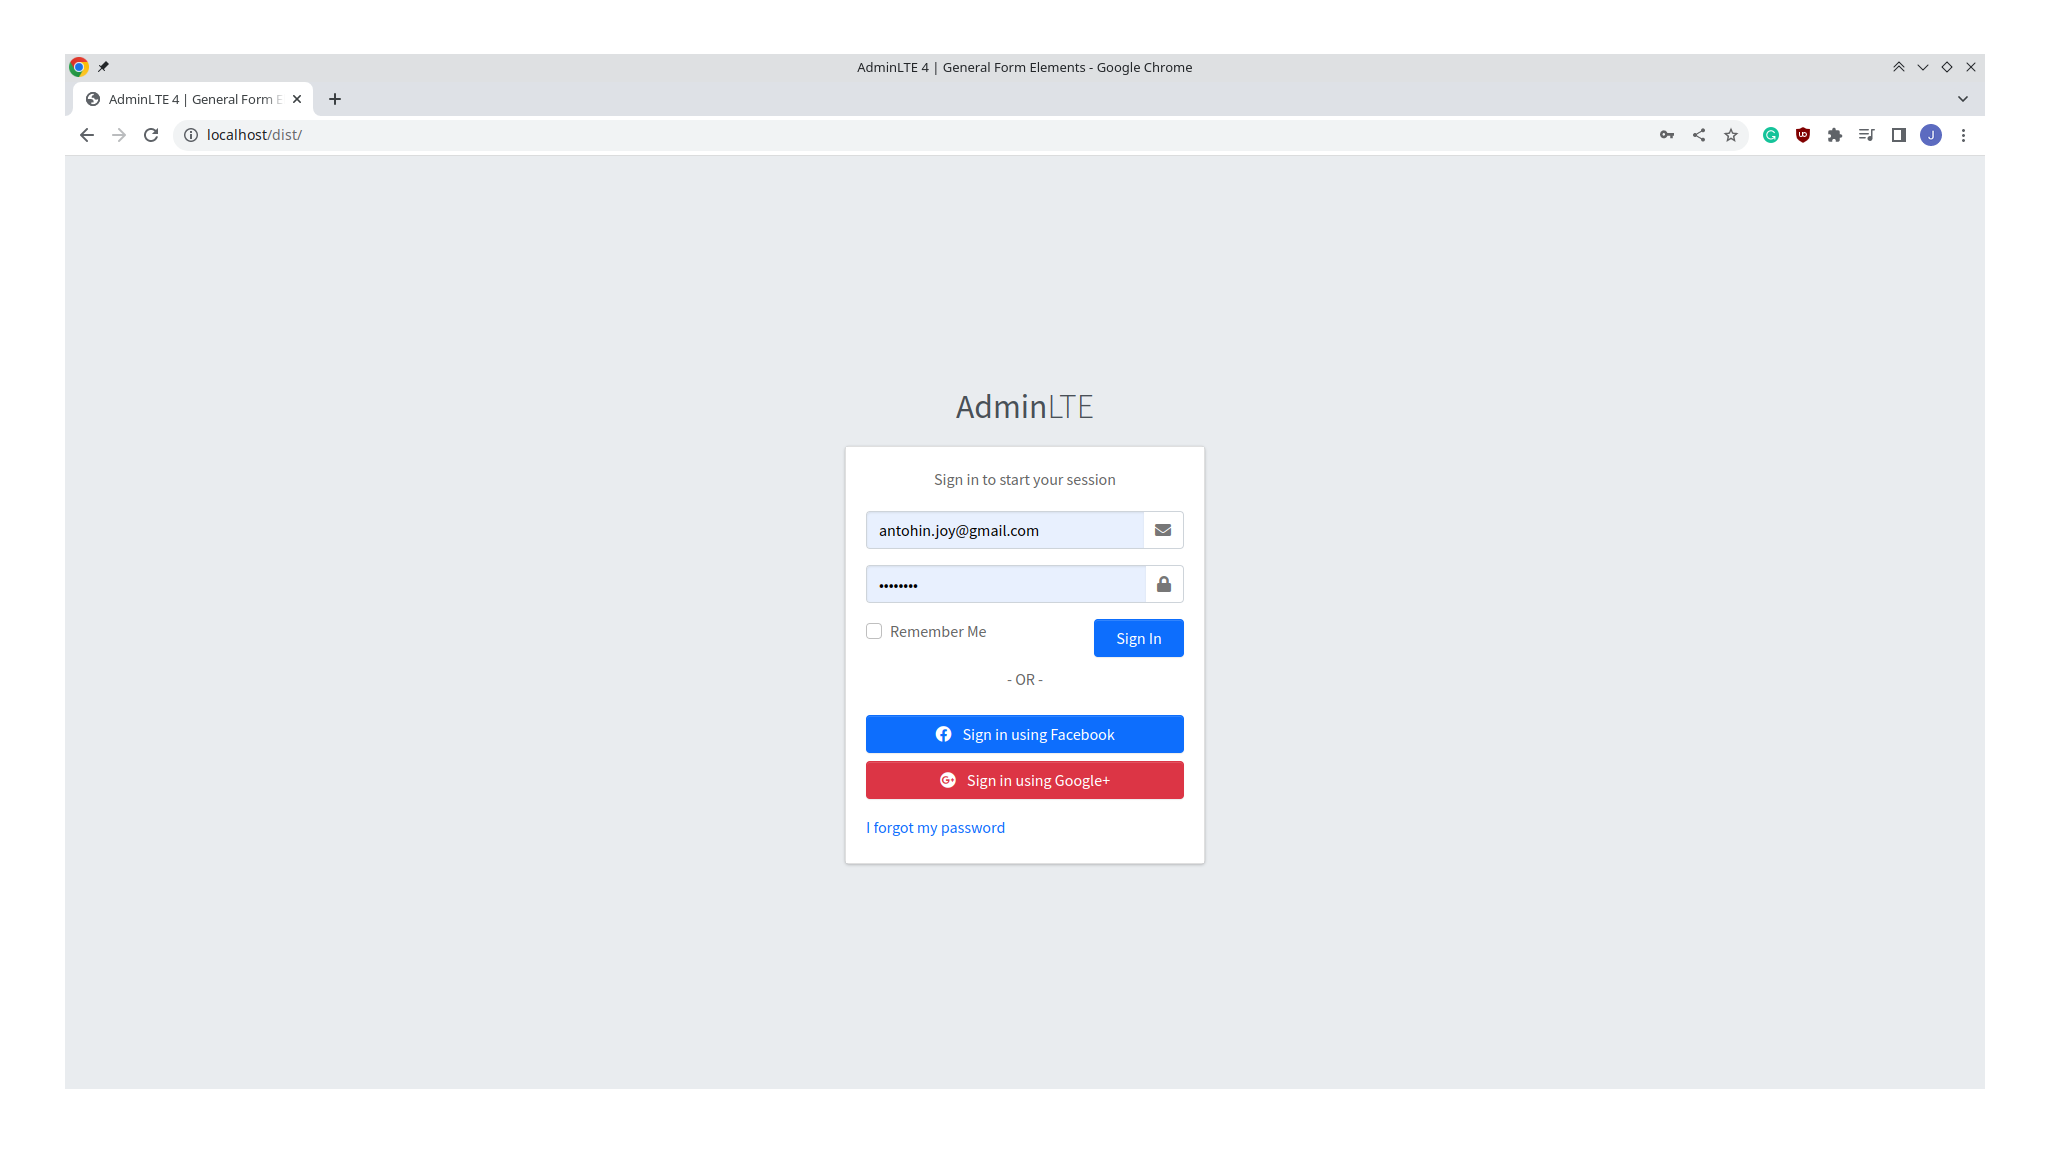 AdminLTE 4 | General Form Elements - Google Chrome
AdminLTE 4 | General Form E
localhost/dist/
J
AdminLTE
Sign in to start your session
antohin.joy@gmail.com
••••••••
Remember Me
Sign In
- OR -
Sign in using Facebook
Sign in using Google+
I forgot my password